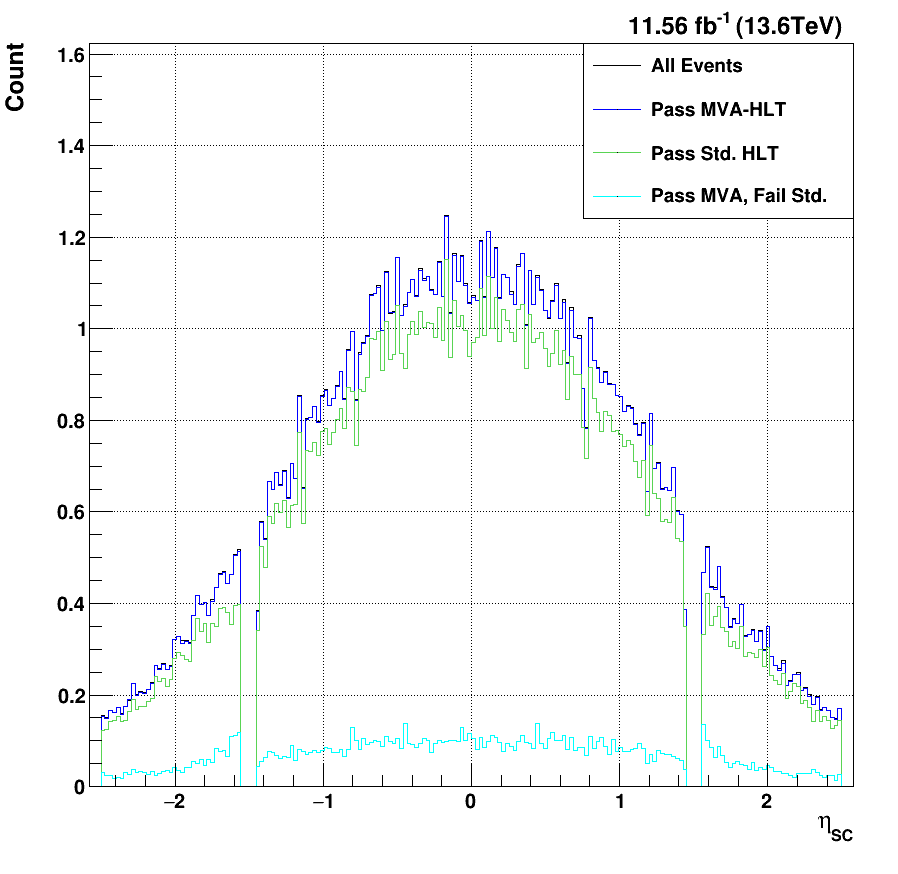 11.56 fb-1 (13.6TeV)
Count
1.6
1.4
1.2
1
0.8
0.6
0.4
0.2
0
All Events
Pass MVA-HLT
Pass Std. HLT
Pass MVA, Fail Std.
−2 −1 0 1 2
ηSC